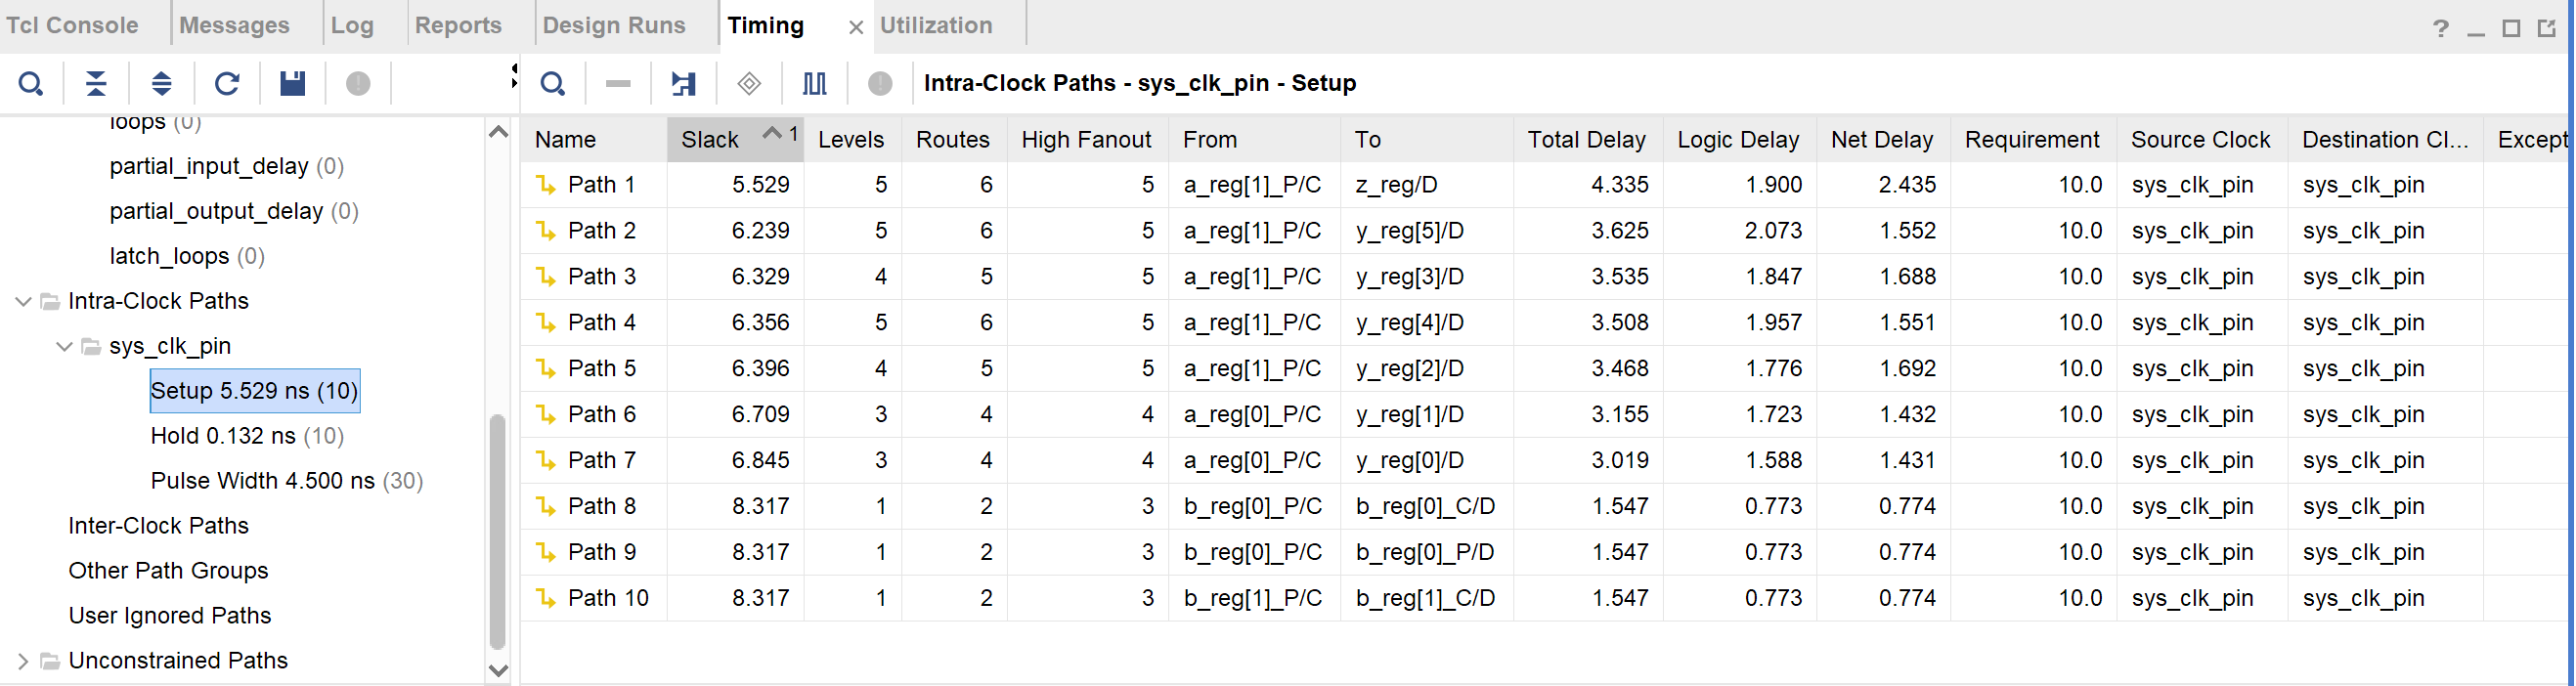 Tcl Console Messages Log Reports Design Runs Timing Utilization
Intra-Clock Paths - sys_clk_pin - Setup
loops (0)
partial_input_delay (0)
partial_output_delay (0)
latch_loops (0)
Intra-Clock Paths
sys_clk_pin
Setup 5.529 ns (10)
Hold 0.132 ns (10)
Pulse Width 4.500 ns (30)
Inter-Clock Paths
Other Path Groups
User Ignored Paths
Unconstrained Paths
Name Slack 1 Levels Routes High Fanout From To Total Delay Logic Delay Net Delay Requirement Source Clock Destination Cl... Except
Path 1 5.529 5 6 5 a_reg[1]_P/C z_reg/D 4.335 1.900 2.435 10.0 sys_clk_pin sys_clk_pin
Path 2 6.239 5 6 5 a_reg[1]_P/C y_reg[5]/D 3.625 2.073 1.552 10.0 sys_clk_pin sys_clk_pin
Path 3 6.329 4 5 5 a_reg[1]_P/C y_reg[3]/D 3.535 1.847 1.688 10.0 sys_clk_pin sys_clk_pin
Path 4 6.356 5 6 5 a_reg[1]_P/C y_reg[4]/D 3.508 1.957 1.551 10.0 sys_clk_pin sys_clk_pin
Path 5 6.396 4 5 5 a_reg[1]_P/C y_reg[2]/D 3.468 1.776 1.692 10.0 sys_clk_pin sys_clk_pin
Path 6 6.709 3 4 4 a_reg[0]_P/C y_reg[1]/D 3.155 1.723 1.432 10.0 sys_clk_pin sys_clk_pin
Path 7 6.845 3 4 4 a_reg[0]_P/C y_reg[0]/D 3.019 1.588 1.431 10.0 sys_clk_pin sys_clk_pin
Path 8 8.317 1 2 3 b_reg[0]_P/C b_reg[0]_C/D 1.547 0.773 0.774 10.0 sys_clk_pin sys_clk_pin
Path 9 8.317 1 2 3 b_reg[0]_P/C b_reg[0]_P/D 1.547 0.773 0.774 10.0 sys_clk_pin sys_clk_pin
Path 10 8.317 1 2 3 b_reg[1]_P/C b_reg[1]_C/D 1.547 0.773 0.774 10.0 sys_clk_pin sys_clk_pin